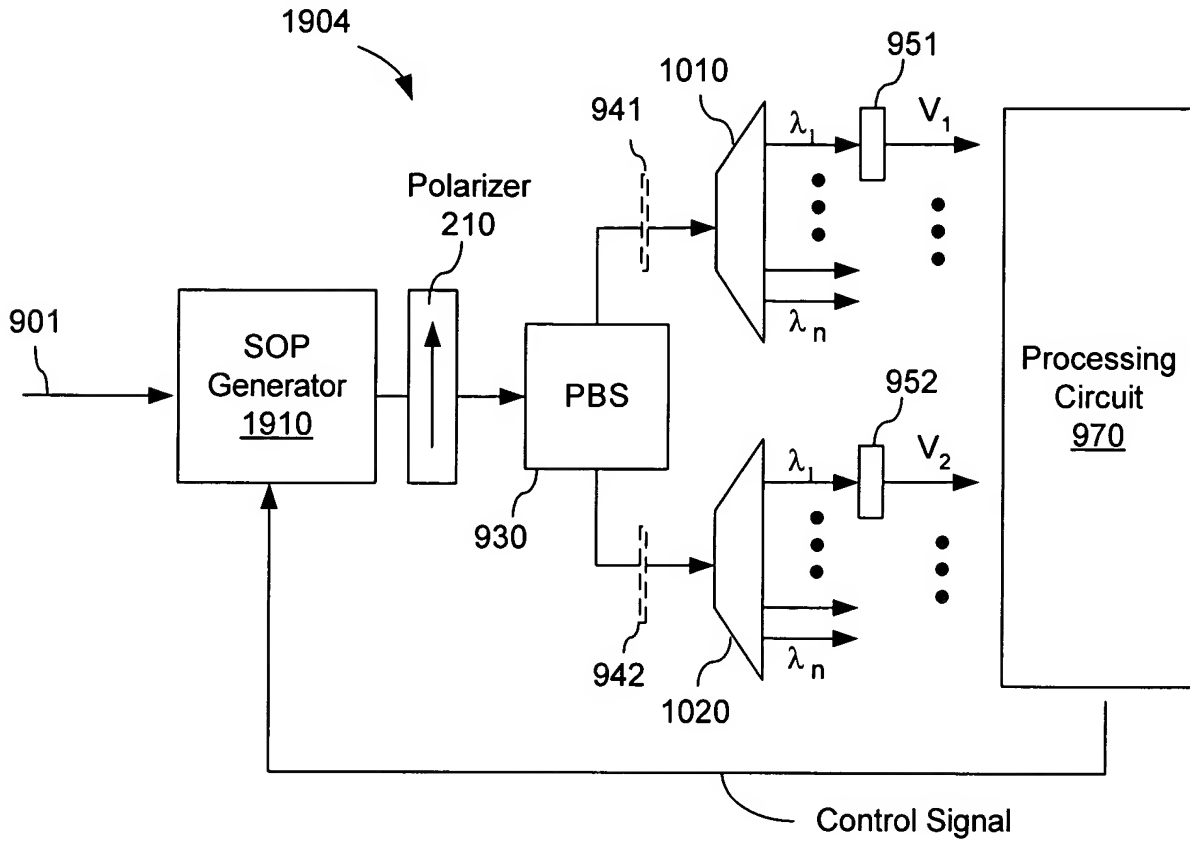 1904
951
1010
V1
941
λ1
Polarizer
210
901
SOP
Generator
1910
λn
Processing
Circuit
970
PBS
952
V2
λ1
930
942
λn
1020
Control Signal